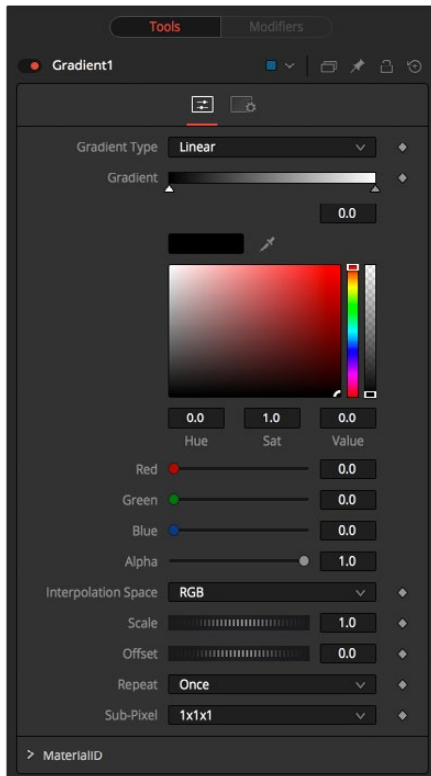 Tools Modifiers
Gradient1
Gradient Type Linear
Gradient
0.0
0.0 1.0 0.0
Hue Sat Value
Red 0.0
Green 0.0
Blue 0.0
Alpha 1.0
Interpolation Space RGB
Scale 1.0
Offset 0.0
Repeat Once
Sub-Pixel 1x1x1
> MaterialID